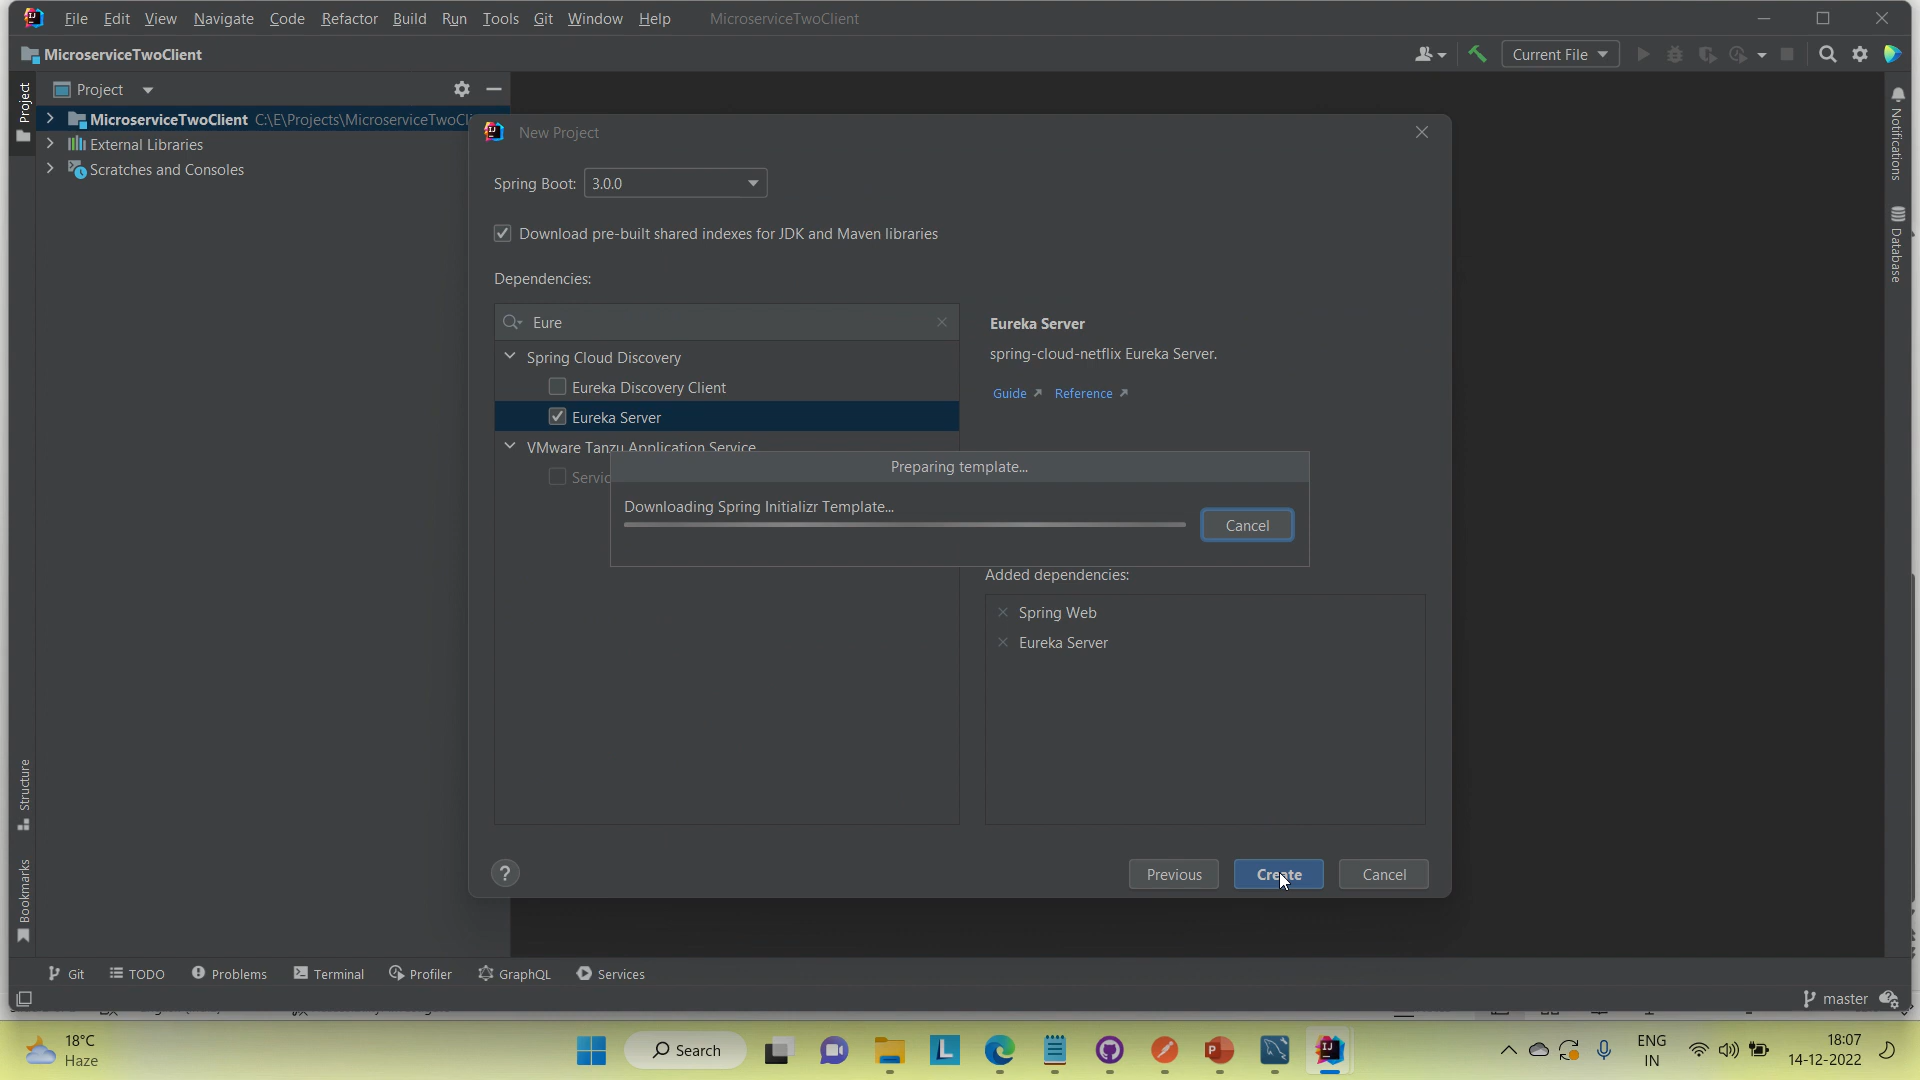 File Edit View Navigate Code Refactor Build Run Tools Git Window Help MicroserviceTwoClient
MicroserviceTwoClient
Current File
Project
Project
MicroserviceTwoClient C:\E\Projects\MicroserviceTwoCli
External Libraries
Scratches and Consoles
New Project
Spring Boot: 3.0.0
Download pre-built shared indexes for JDK and Maven libraries
Dependencies:
Eure
Spring Cloud Discovery
Eureka Discovery Client
Eureka Server
VMware Tanzu Application Service
Servic
Eureka Server
spring-cloud-netflix Eureka Server.
Guide Reference
Preparing template...
Downloading Spring Initializr Template...
Cancel
Added dependencies:
Spring Web
Eureka Server
?
Previous Create Cancel
Notifications
Database
Structure
Bookmarks
Git TODO Problems Terminal Profiler GraphQL Services
master
18°C
Haze
Search
ENG
IN
18:07
14-12-2022